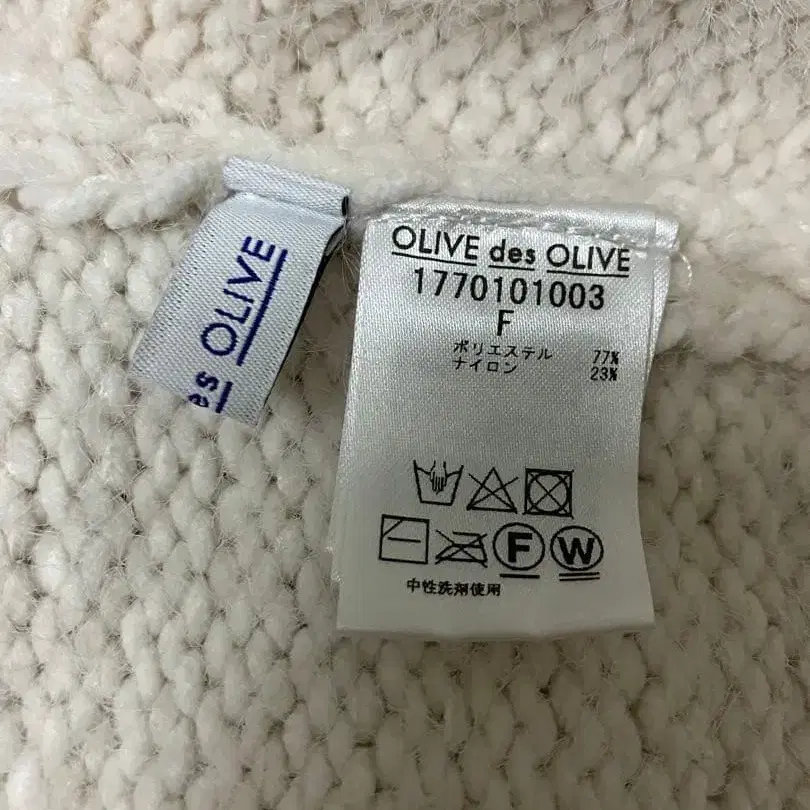 es OLIVE
OLIVE des OLIVE
1770101003
F
ポリエステル 77%
ナイロン 23%
F W
中性洗剤使用